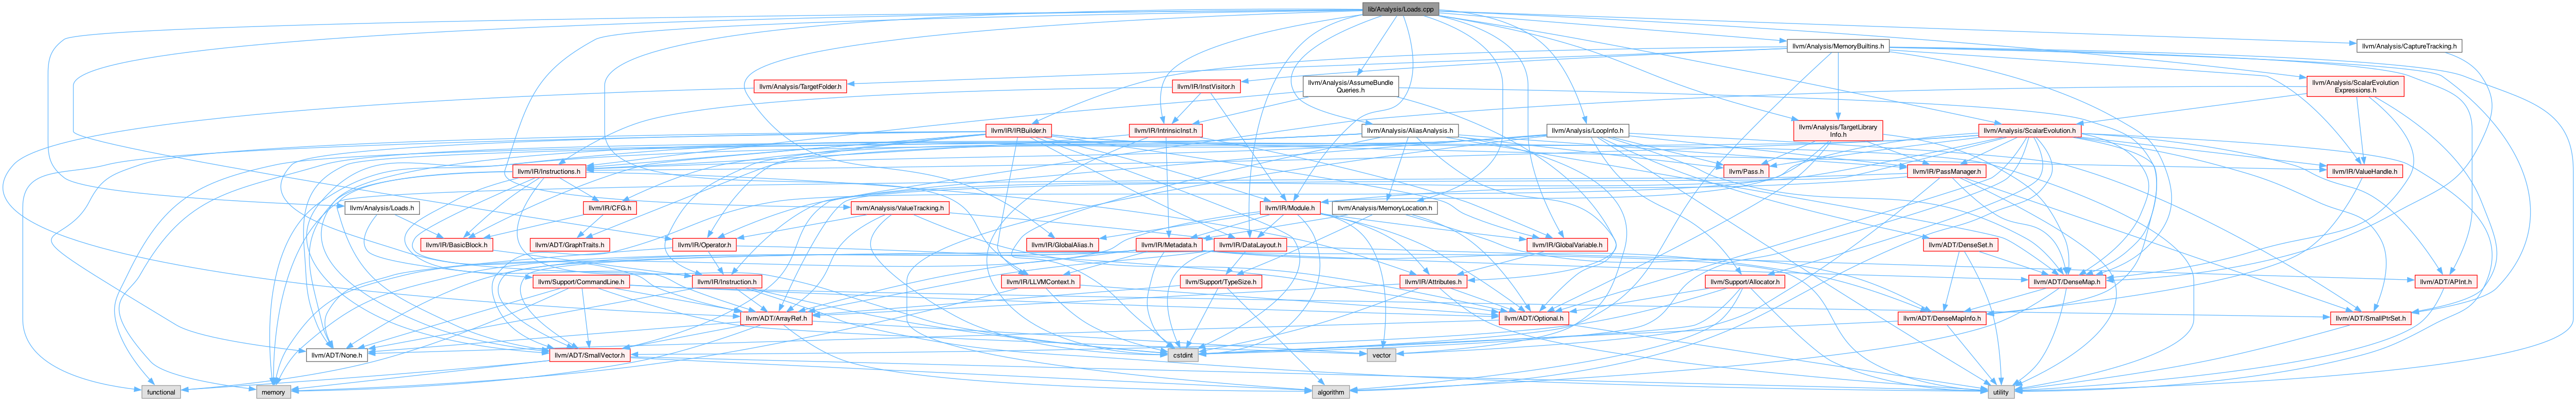 lib/Analysis/Loads.cpp
llvm/Analysis/MemoryBuiltins.h
llvm/Analysis/CaptureTracking.h
llvm/Analysis/TargetFolder.h
llvm/IR/InstVisitor.h
llvm/Analysis/AssumeBundle
Queries.h
llvm/Analysis/ScalarEvolution
Expressions.h
llvm/IR/IRBuilder.h
llvm/IR/IntrinsicInst.h
llvm/Analysis/AliasAnalysis.h
llvm/Analysis/LoopInfo.h
llvm/Analysis/TargetLibrary
Info.h
llvm/Analysis/ScalarEvolution.h
llvm/IR/Instructions.h
llvm/Pass.h
llvm/IR/PassManager.h
llvm/IR/ValueHandle.h
llvm/Analysis/Loads.h
llvm/IR/CFG.h
llvm/Analysis/ValueTracking.h
llvm/IR/Module.h
llvm/Analysis/MemoryLocation.h
llvm/IR/BasicBlock.h
llvm/ADT/GraphTraits.h
llvm/IR/Operator.h
llvm/IR/GlobalAlias.h
llvm/IR/Metadata.h
llvm/IR/DataLayout.h
llvm/IR/GlobalVariable.h
llvm/ADT/DenseSet.h
llvm/Support/CommandLine.h
llvm/IR/Instruction.h
llvm/IR/LLVMContext.h
llvm/Support/TypeSize.h
llvm/IR/Attributes.h
llvm/Support/Allocator.h
llvm/ADT/DenseMap.h
llvm/ADT/APInt.h
llvm/ADT/ArrayRef.h
llvm/ADT/Optional.h
llvm/ADT/DenseMapInfo.h
llvm/ADT/SmallPtrSet.h
llvm/ADT/None.h
llvm/ADT/SmallVector.h
cstdint
vector
functional
memory
algorithm
utility